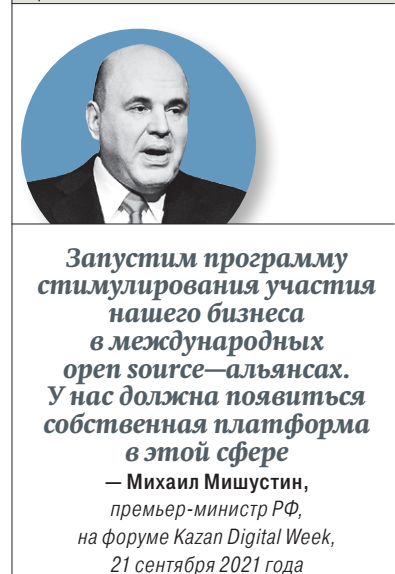 Запустим программу
стимулирования участия
нашего бизнеса
в международных
open source—альянсах.
У нас должна появиться
собственная платформа
в этой сфере
— Михаил Мишустин,
премьер-министр РФ,
на форуме Kazan Digital Week,
21 сентября 2021 года